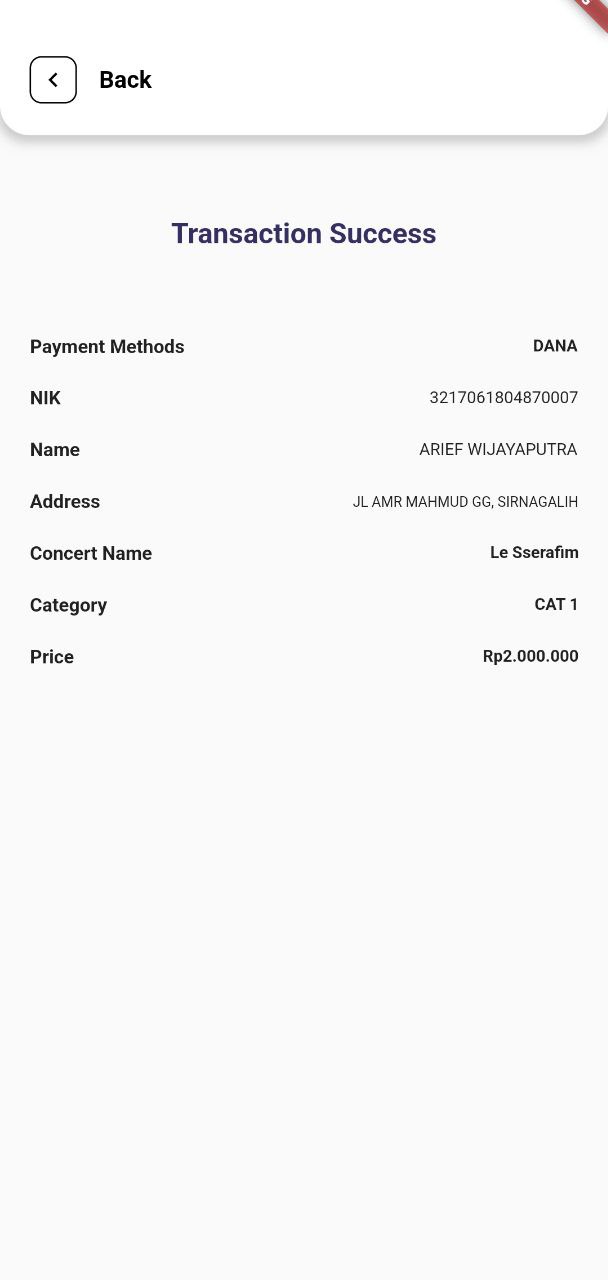 Back
Transaction Success
Payment Methods DANA
NIK 3217061804870007
Name ARIEF WIJAYAPUTRA
Address JL AMR MAHMUD GG, SIRNAGALIH
Concert Name Le Sserafim
Category CAT 1
Price Rp2.000.000